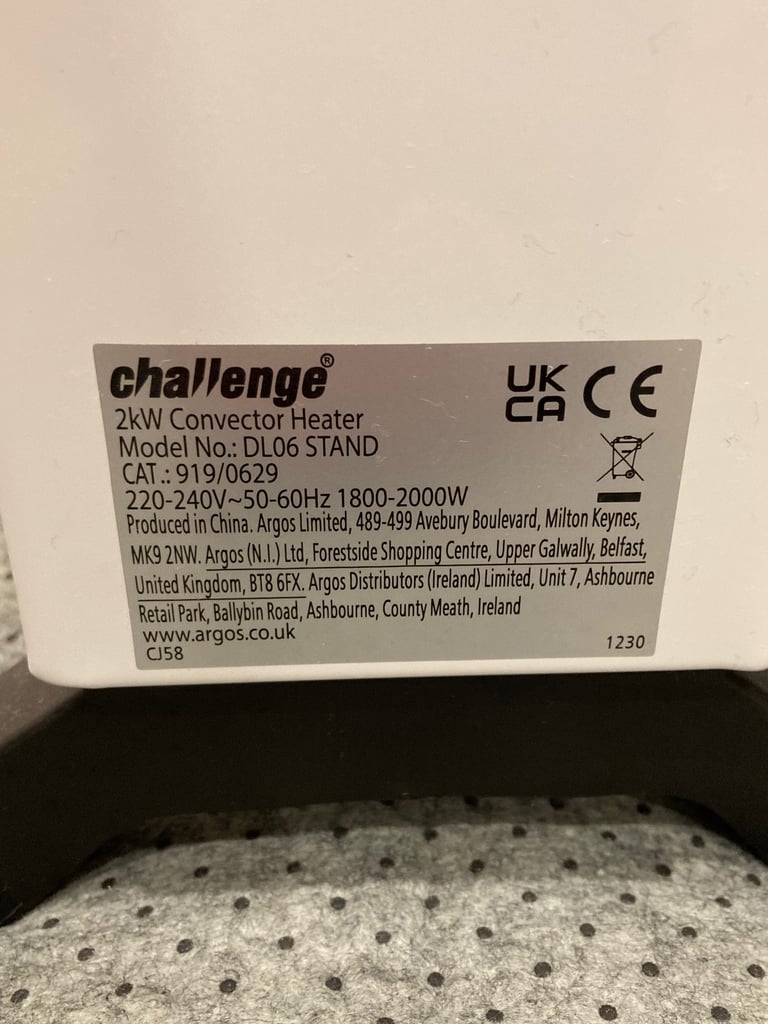 challenge®
UK
CA CE
2kW Convector Heater
Model No.: DL06 STAND
CAT.: 919/0629
220-240V~50-60Hz 1800-2000W
Produced in China. Argos Limited, 489-499 Avebury Boulevard, Milton Keynes,
MK9 2NW. Argos (N.I.) Ltd, Forestside Shopping Centre, Upper Galwally, Belfast,
United Kingdom, BT8 6FX. Argos Distributors (Ireland) Limited, Unit 7, Ashbourne
Retail Park, Ballybin Road, Ashbourne, County Meath, Ireland
www.argos.co.uk
CJ58
1230